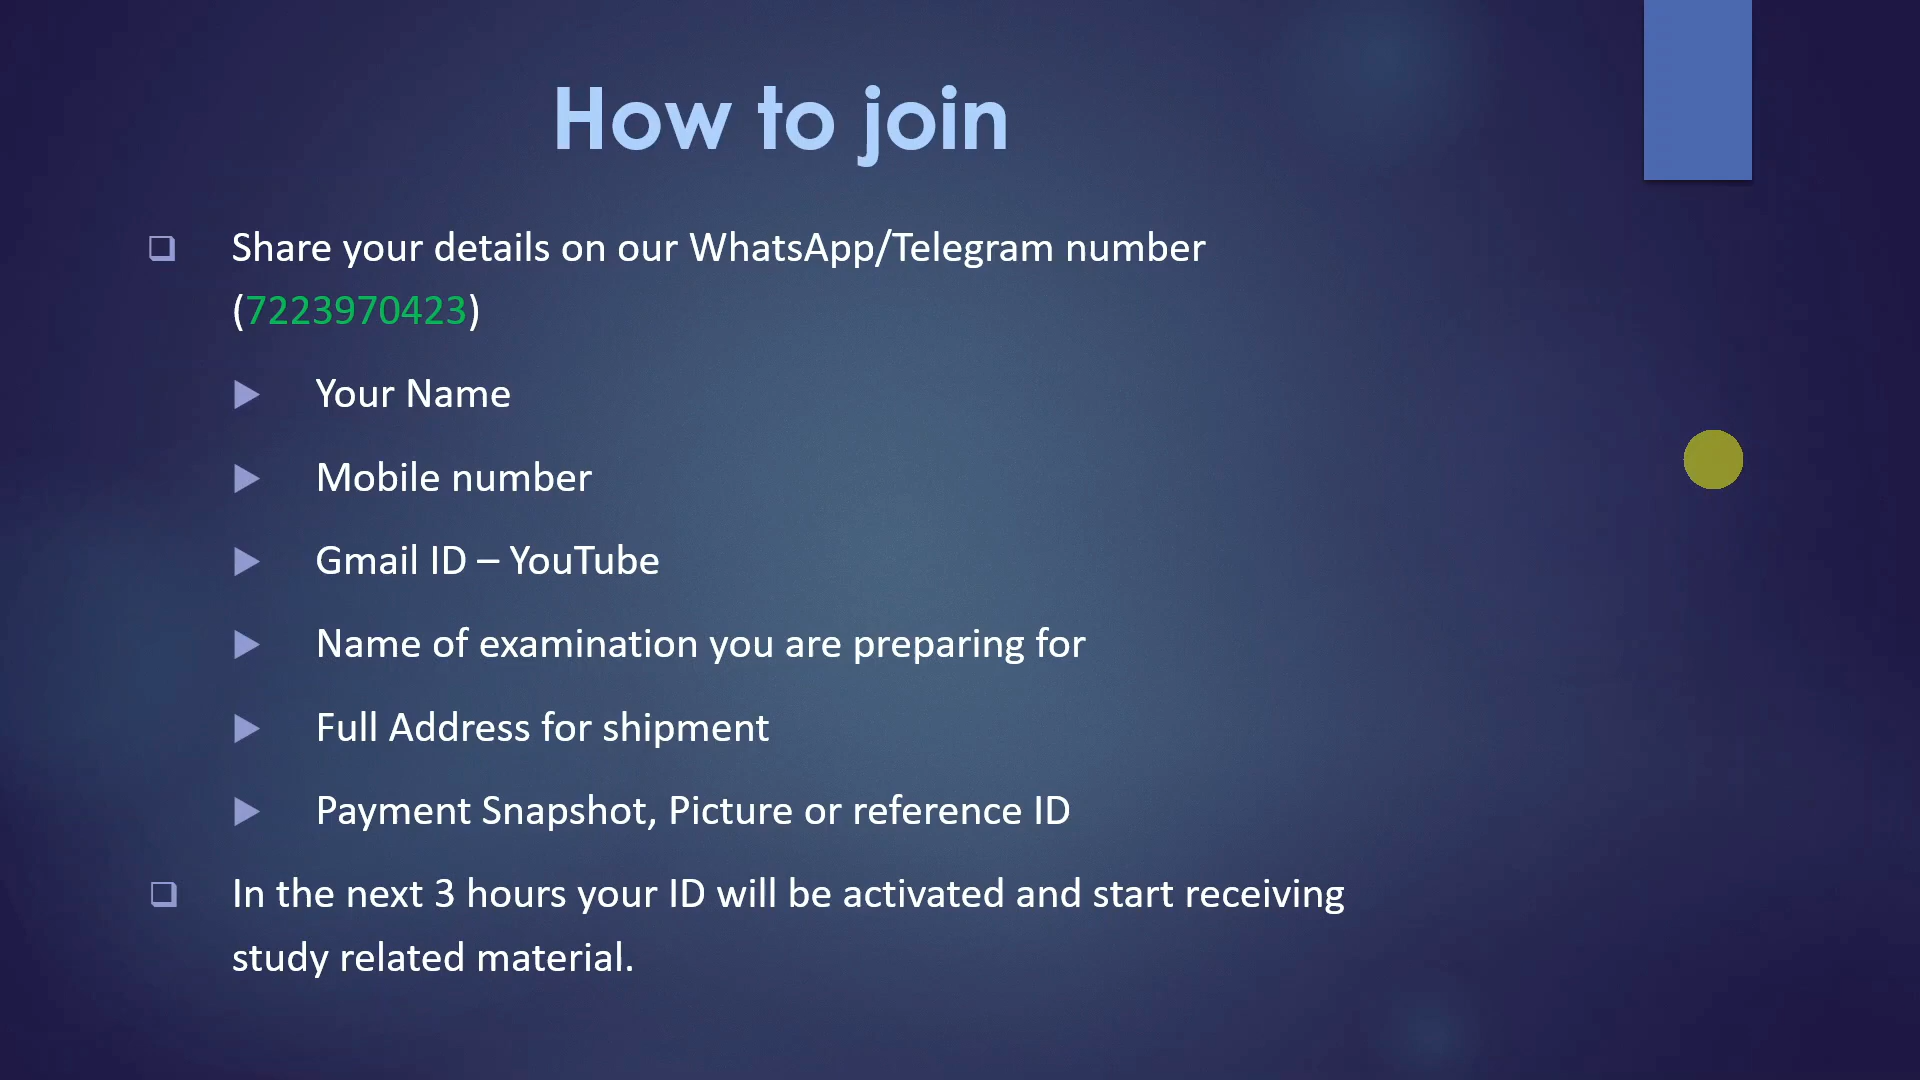 How to join
Share your details on our WhatsApp/Telegram number
(7223970423)
Your Name
Mobile number
Gmail ID – YouTube
Name of examination you are preparing for
Full Address for shipment
Payment Snapshot, Picture or reference ID
In the next 3 hours your ID will be activated and start receiving
study related material.